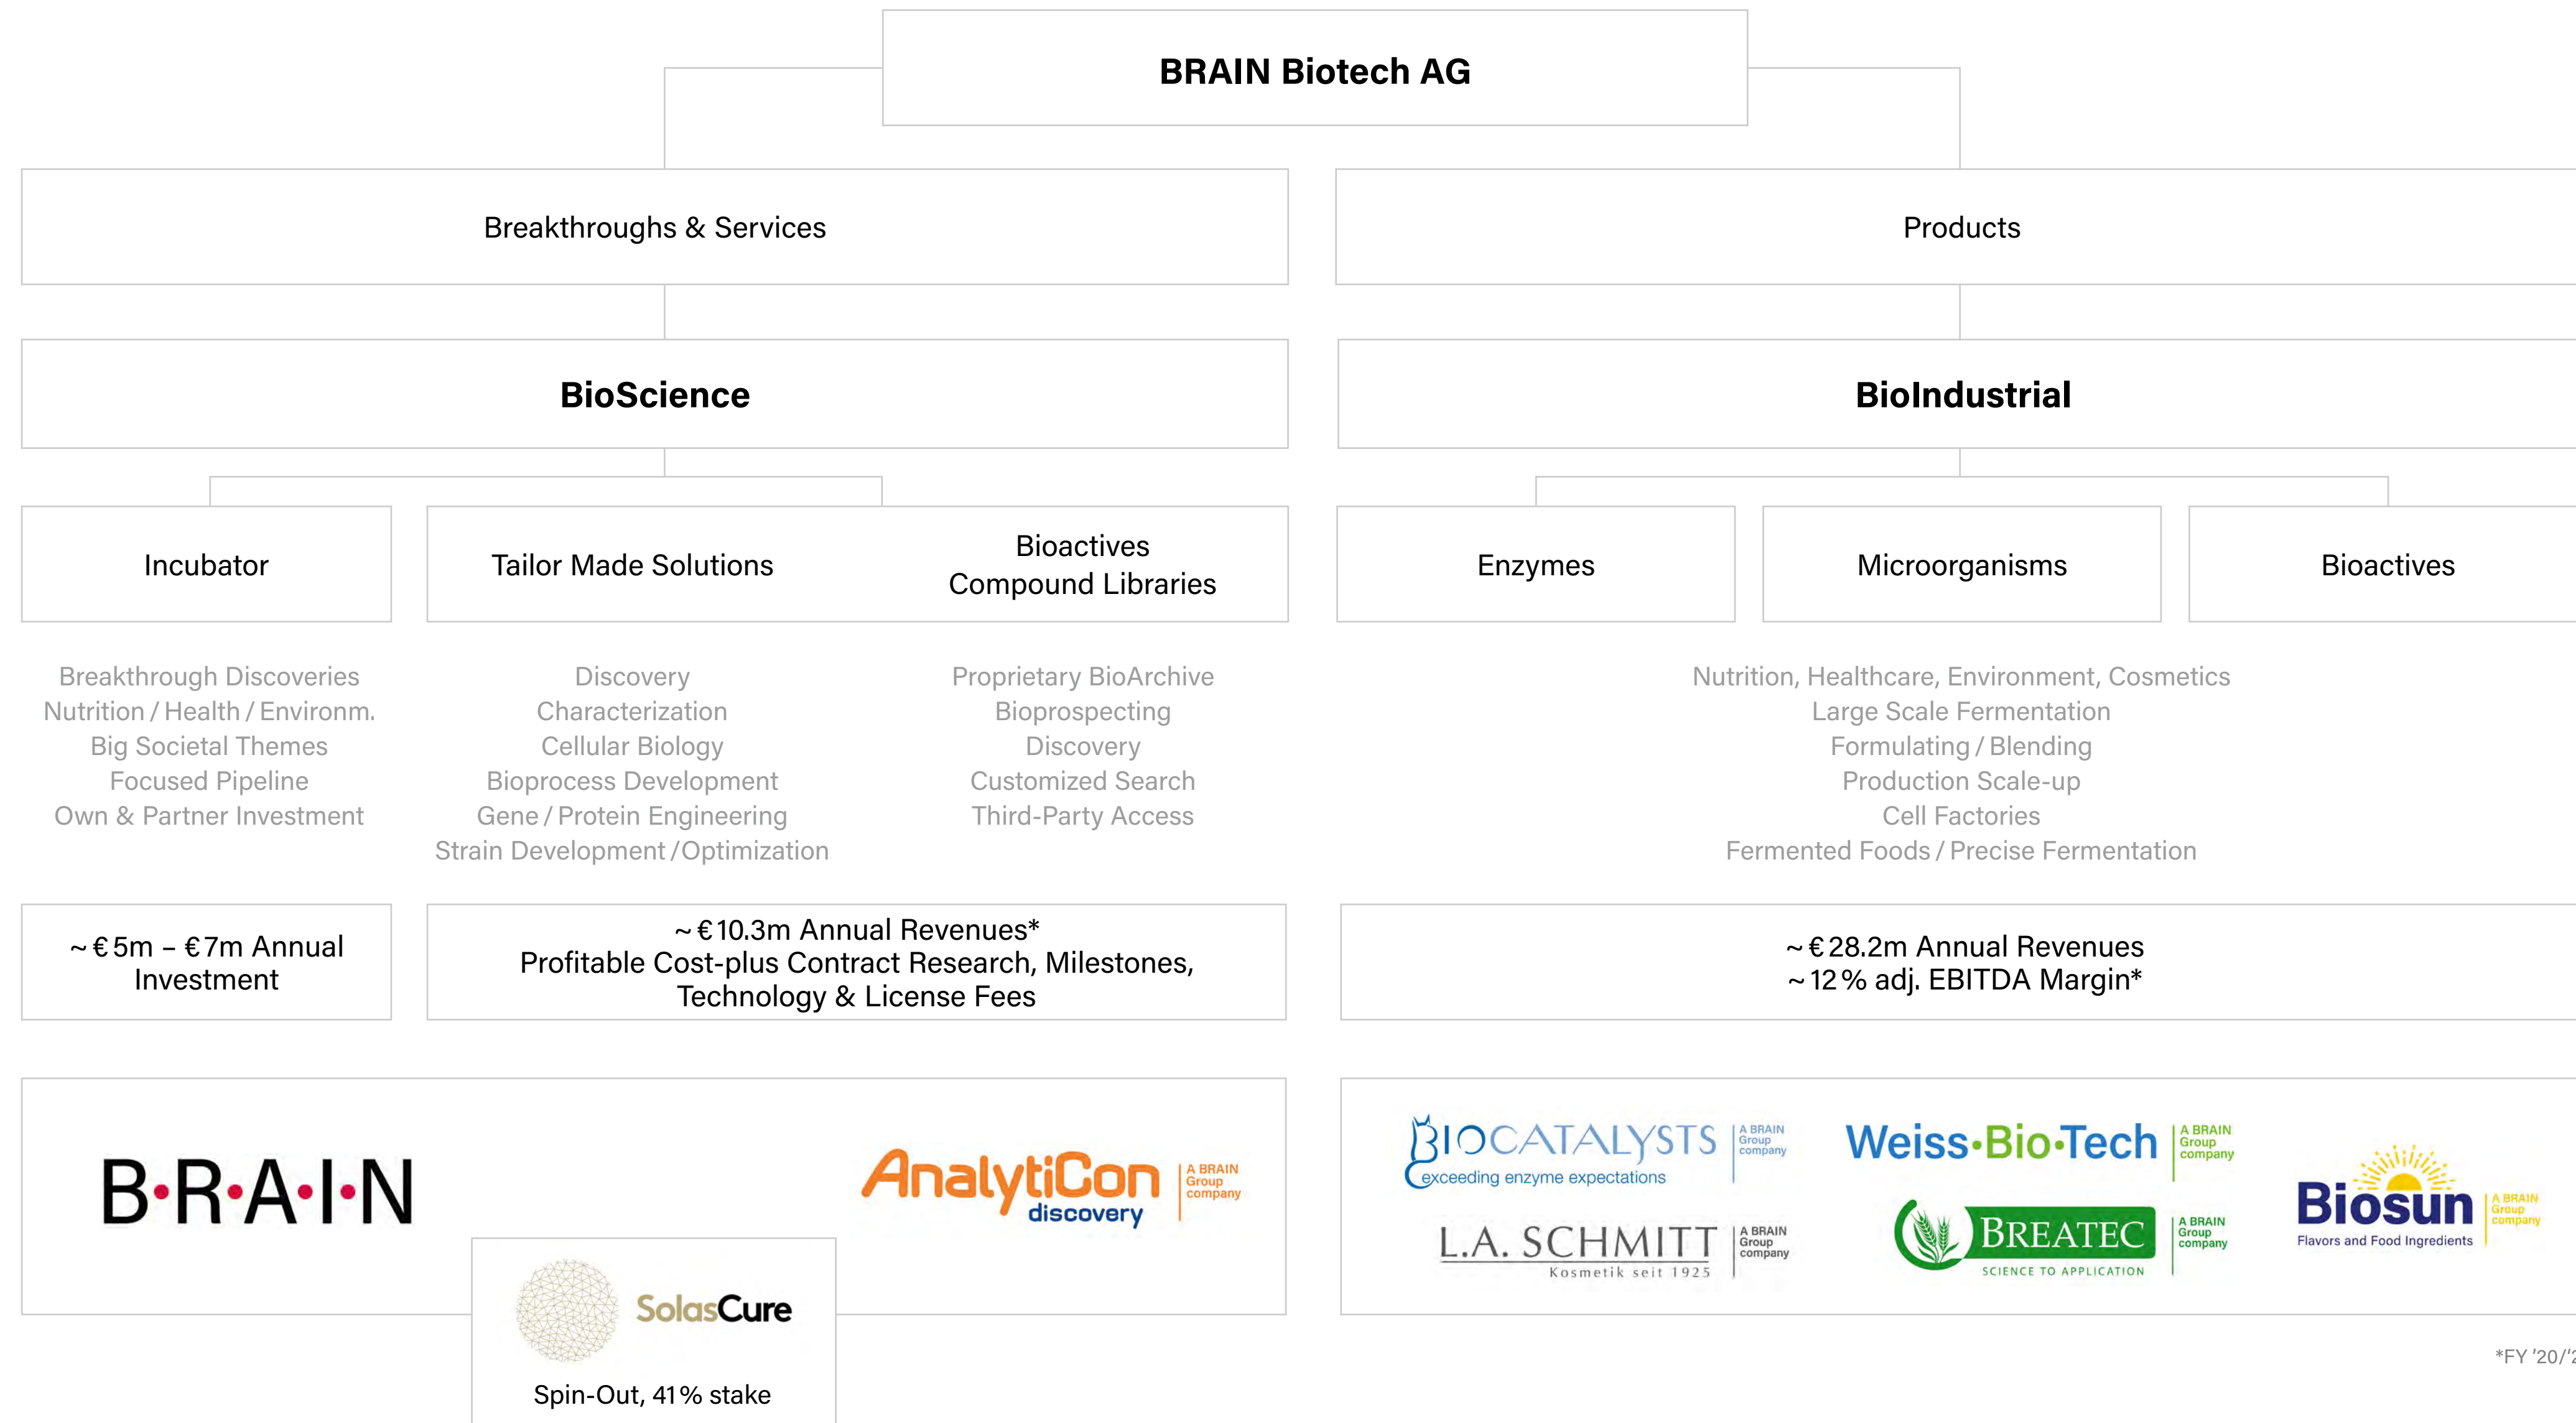 BRAIN Biotech AG
Breakthroughs & Services
Products
BioScience
BioIndustrial
Incubator
Tailor Made Solutions
Bioactives
Compound Libraries
Enzymes
Microorganisms
Bioactives
Breakthrough Discoveries
Nutrition / Health / Environm.
Big Societal Themes
Focused Pipeline
Own & Partner Investment
Discovery
Characterization
Cellular Biology
Bioprocess Development
Gene / Protein Engineering
Strain Development / Optimization
Proprietary BioArchive
Bioprospecting
Discovery
Customized Search
Third-Party Access
Nutrition, Healthcare, Environment, Cosmetics
Large Scale Fermentation
Formulating / Blending
Production Scale-up
Cell Factories
Fermented Foods / Precise Fermentation
~ € 5m – € 7m Annual
Investment
~ € 10.3m Annual Revenues*
Profitable Cost-plus Contract Research, Milestones,
Technology & License Fees
~ € 28.2m Annual Revenues
~ 12 % adj. EBITDA Margin*
B·R·A·I·N
AnalytiCon
discovery
A BRAIN
Group
company
SolasCure
Spin-Out, 41 % stake
BIOCATALYSTS
exceeding enzyme expectations
A BRAIN
Group
company
Weiss·Bio·Tech
A BRAIN
Group
company
L.A. SCHMITT
Kosmetik seit 1925
A BRAIN
Group
company
BREATEC
SCIENCE TO APPLICATION
A BRAIN
Group
company
Biosun
Flavors and Food Ingredients
A BRAIN
Group
company
*FY '20/'2